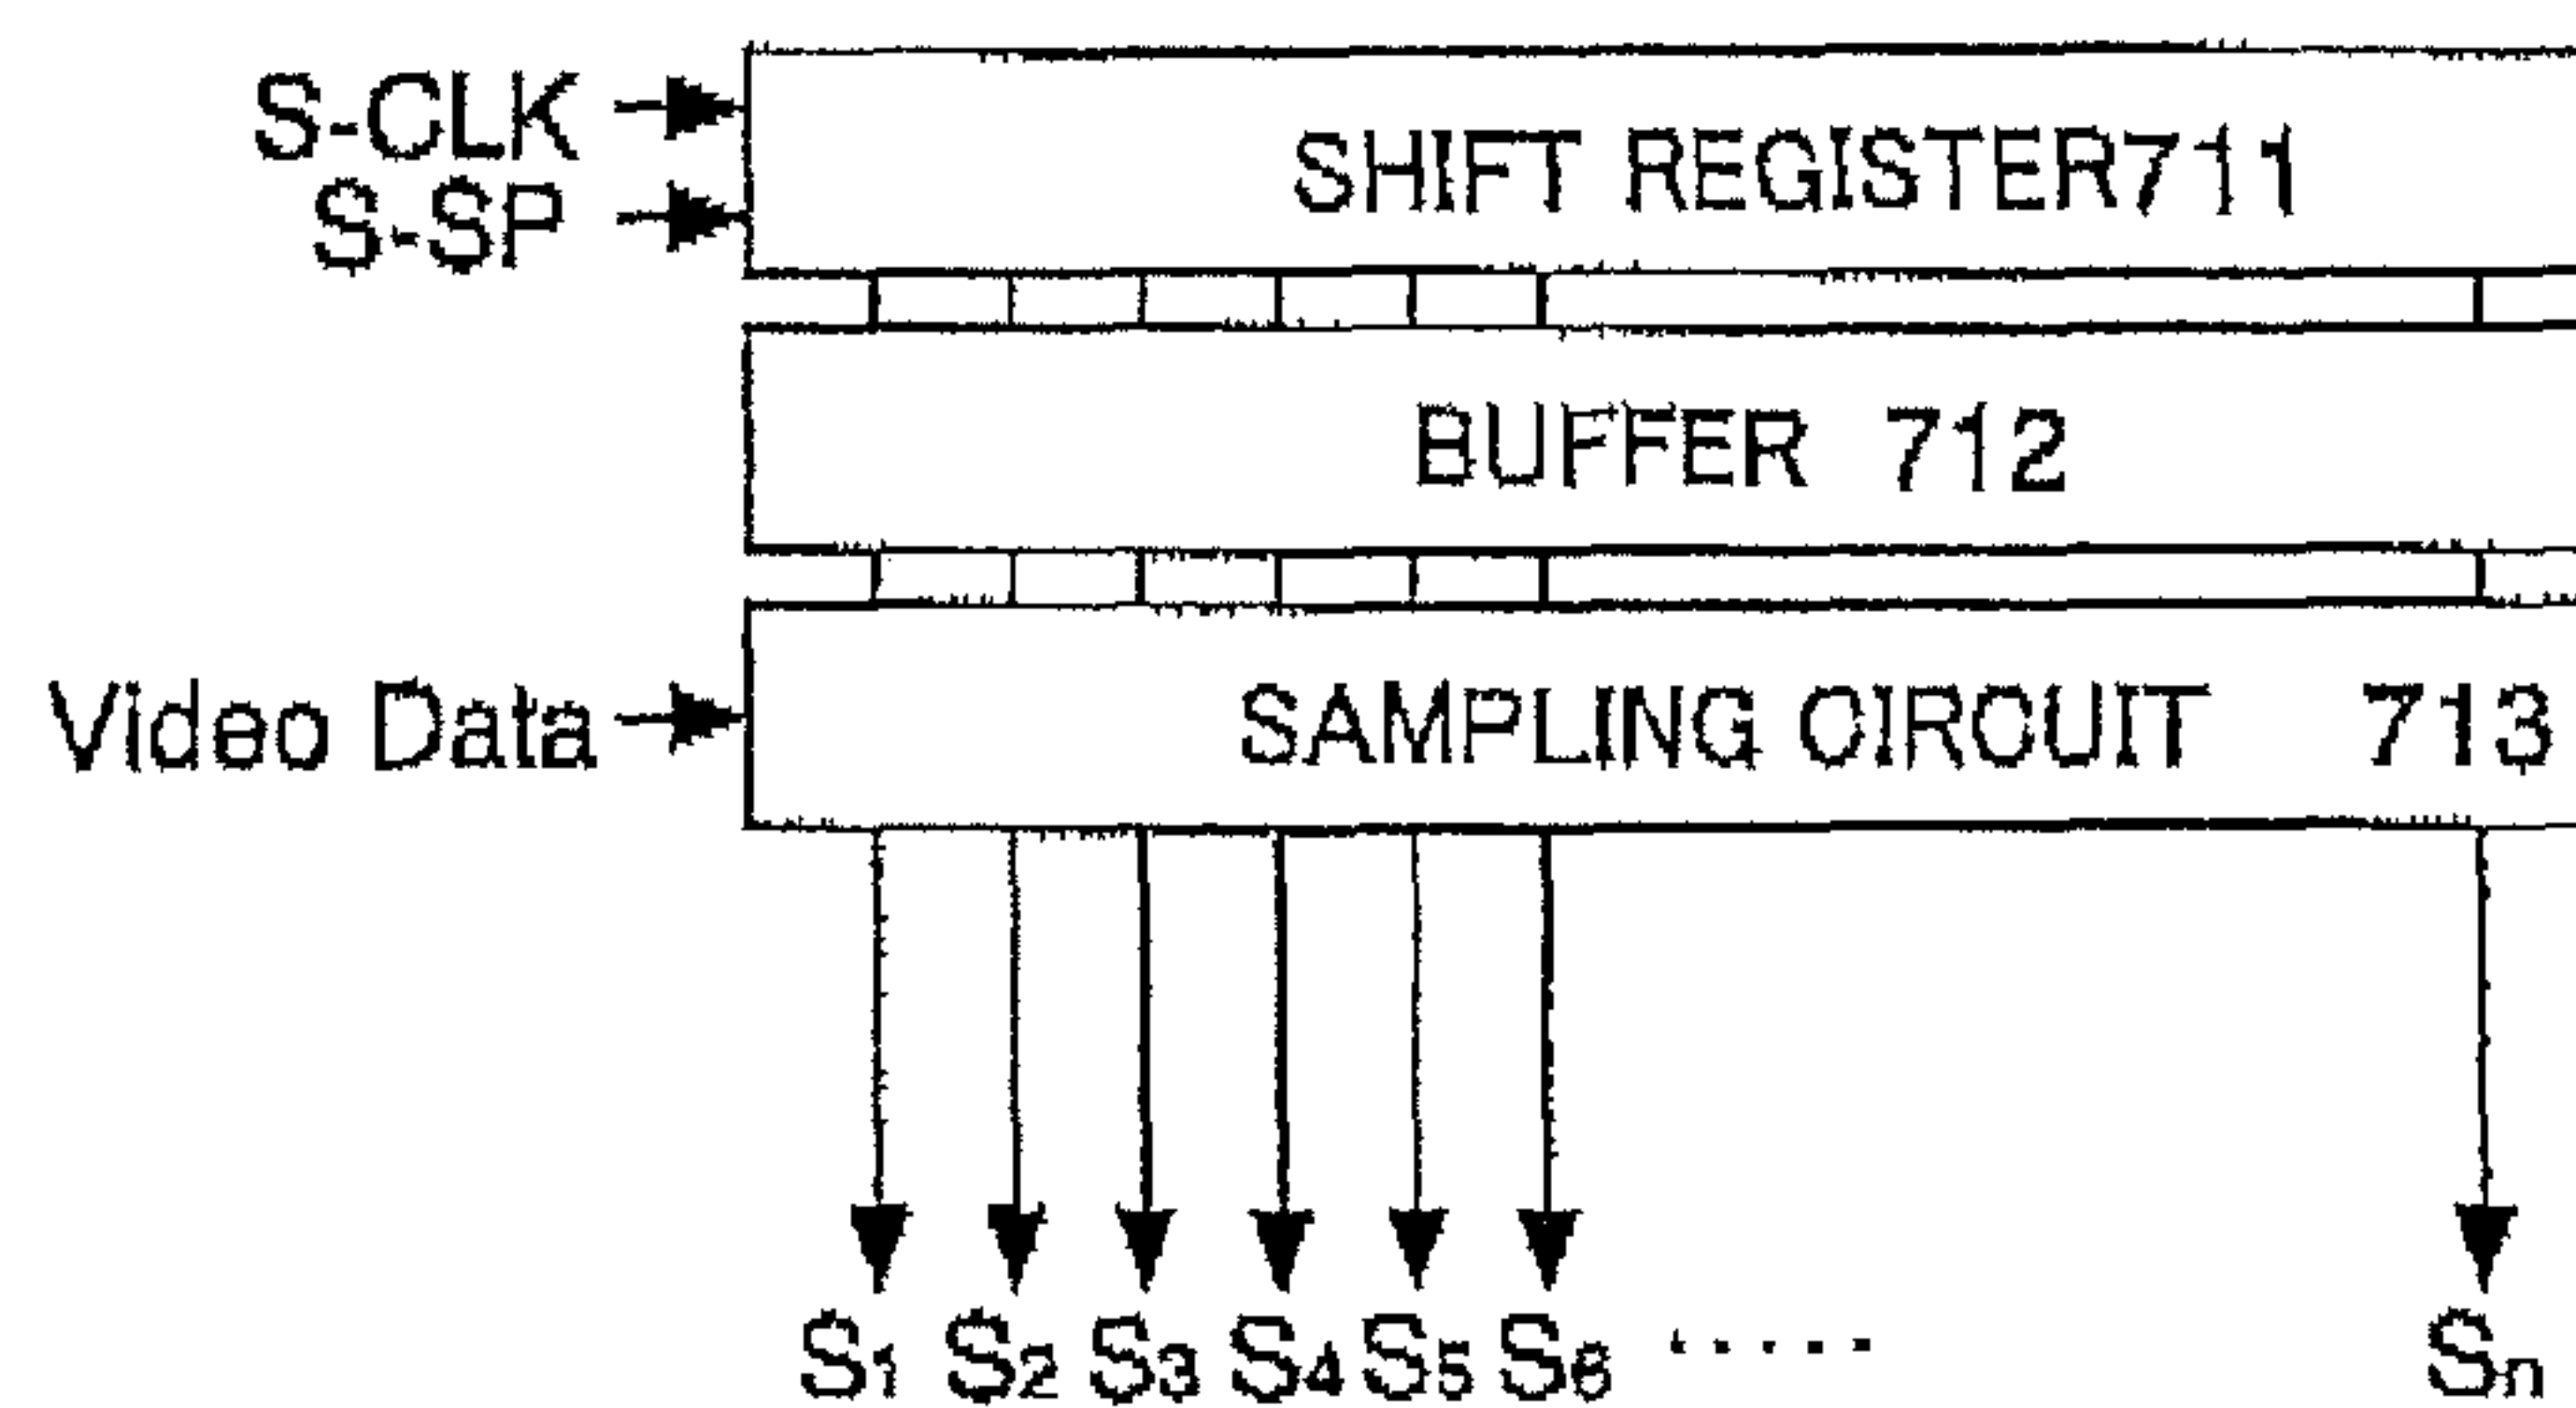 S-CLK
S-SP
SHIFT REGISTER711
BUFFER 712
Video Data
SAMPLING CIRCUIT 713
S1 S2 S3 S4 S5 S6 ····· Sn